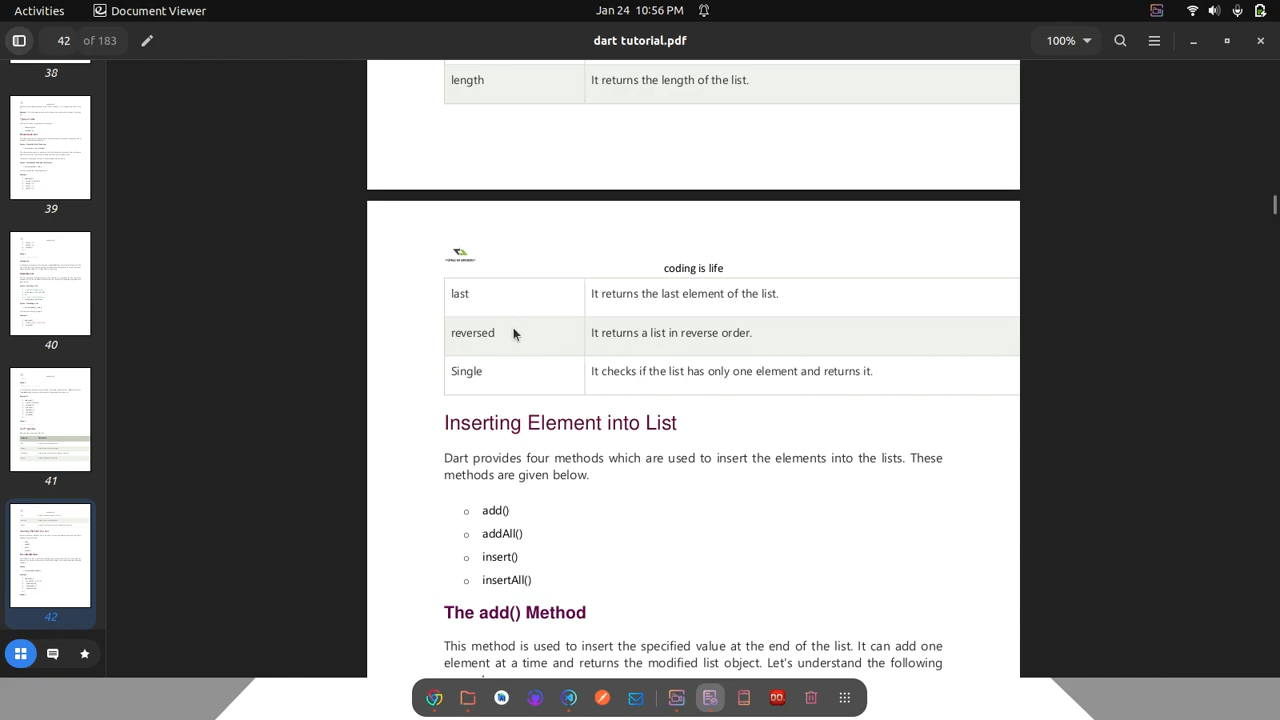 Activities
Document Viewer
Jan 24 10:56 PM
42 of 183
dart tutorial.pdf
100%
38
39
40
41
42
length It returns the length of the list.
coding is life
It returns the last element of the list.
reversed It returns a list in reverse order.
Single It checks if the list has only one element and returns it.
Inserting Element into List
Dart provides four methods which are used to insert the elements into the lists. These
methods are given below.
o add()
addAll()
insert()
insertAll()
The add() Method
This method is used to insert the specified value at the end of the list. It can add one
element at a time and returns the modified list object. Let's understand the following